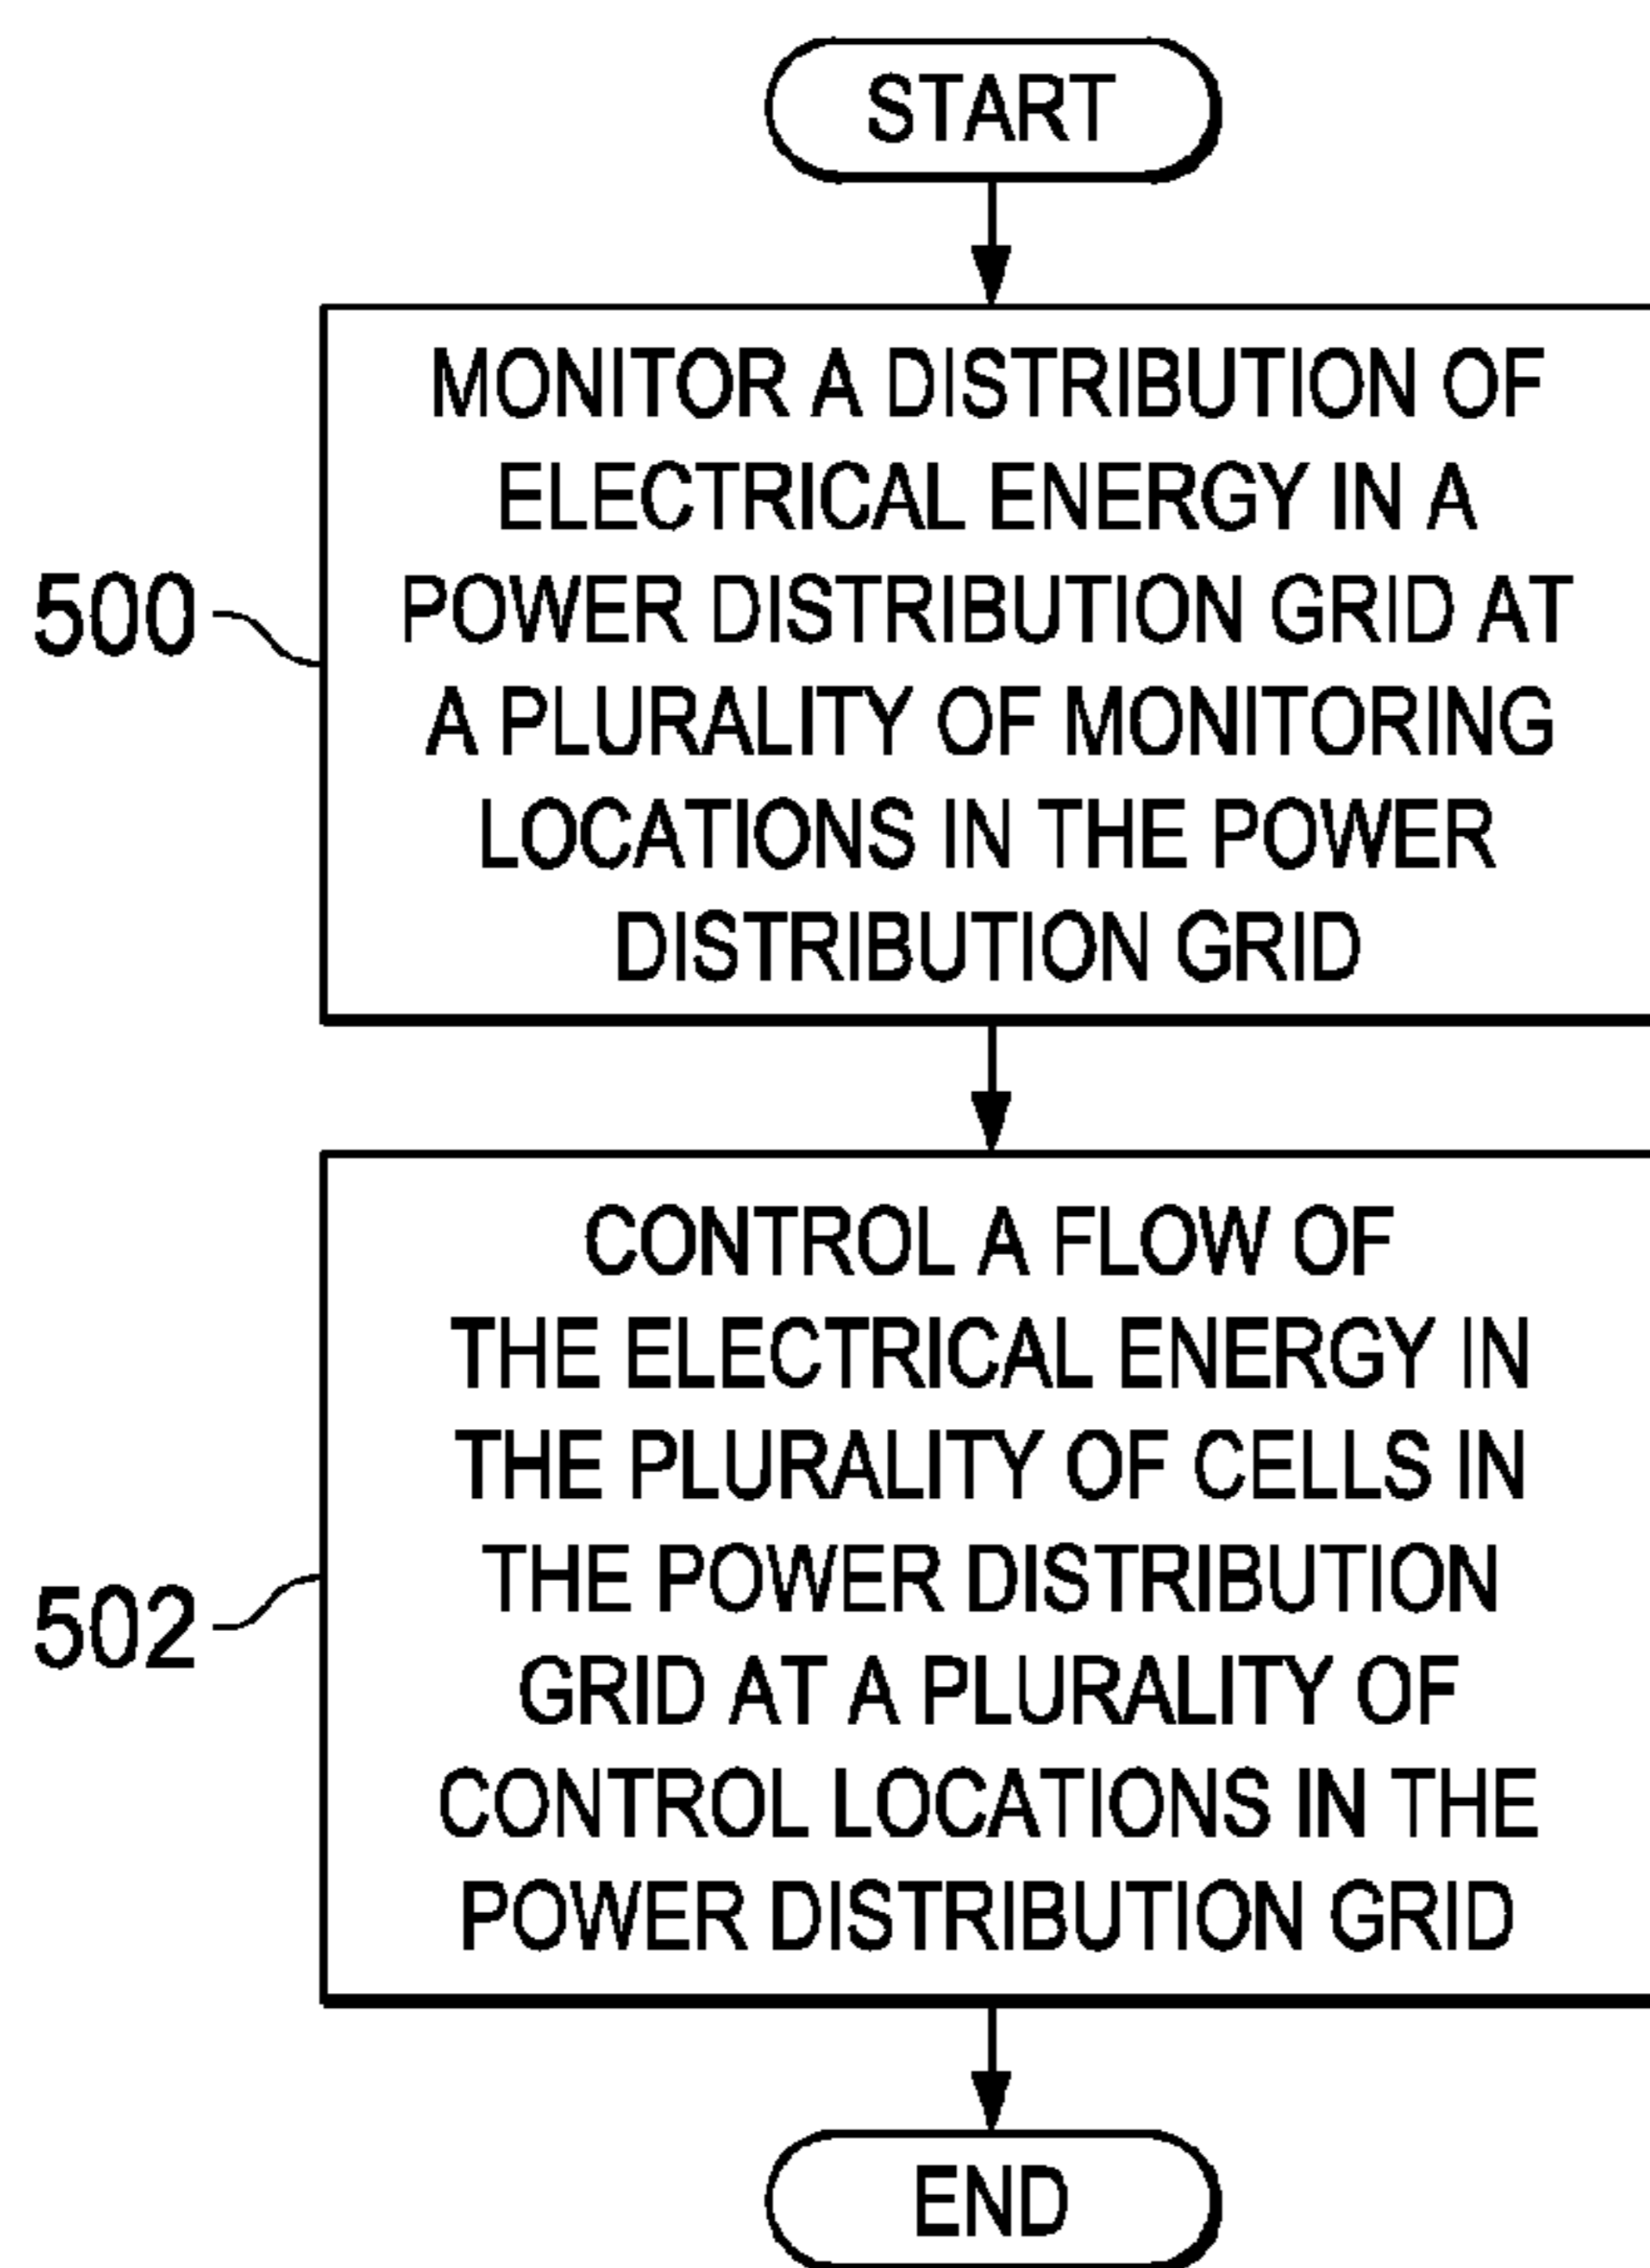 START
MONITOR A DISTRIBUTION OF
ELECTRICAL ENERGY IN A
POWER DISTRIBUTION GRID AT
A PLURALITY OF MONITORING
LOCATIONS IN THE POWER
DISTRIBUTION GRID
500
CONTROL A FLOW OF
THE ELECTRICAL ENERGY IN
THE PLURALITY OF CELLS IN
THE POWER DISTRIBUTION
GRID AT A PLURALITY OF
CONTROL LOCATIONS IN THE
POWER DISTRIBUTION GRID
502
END